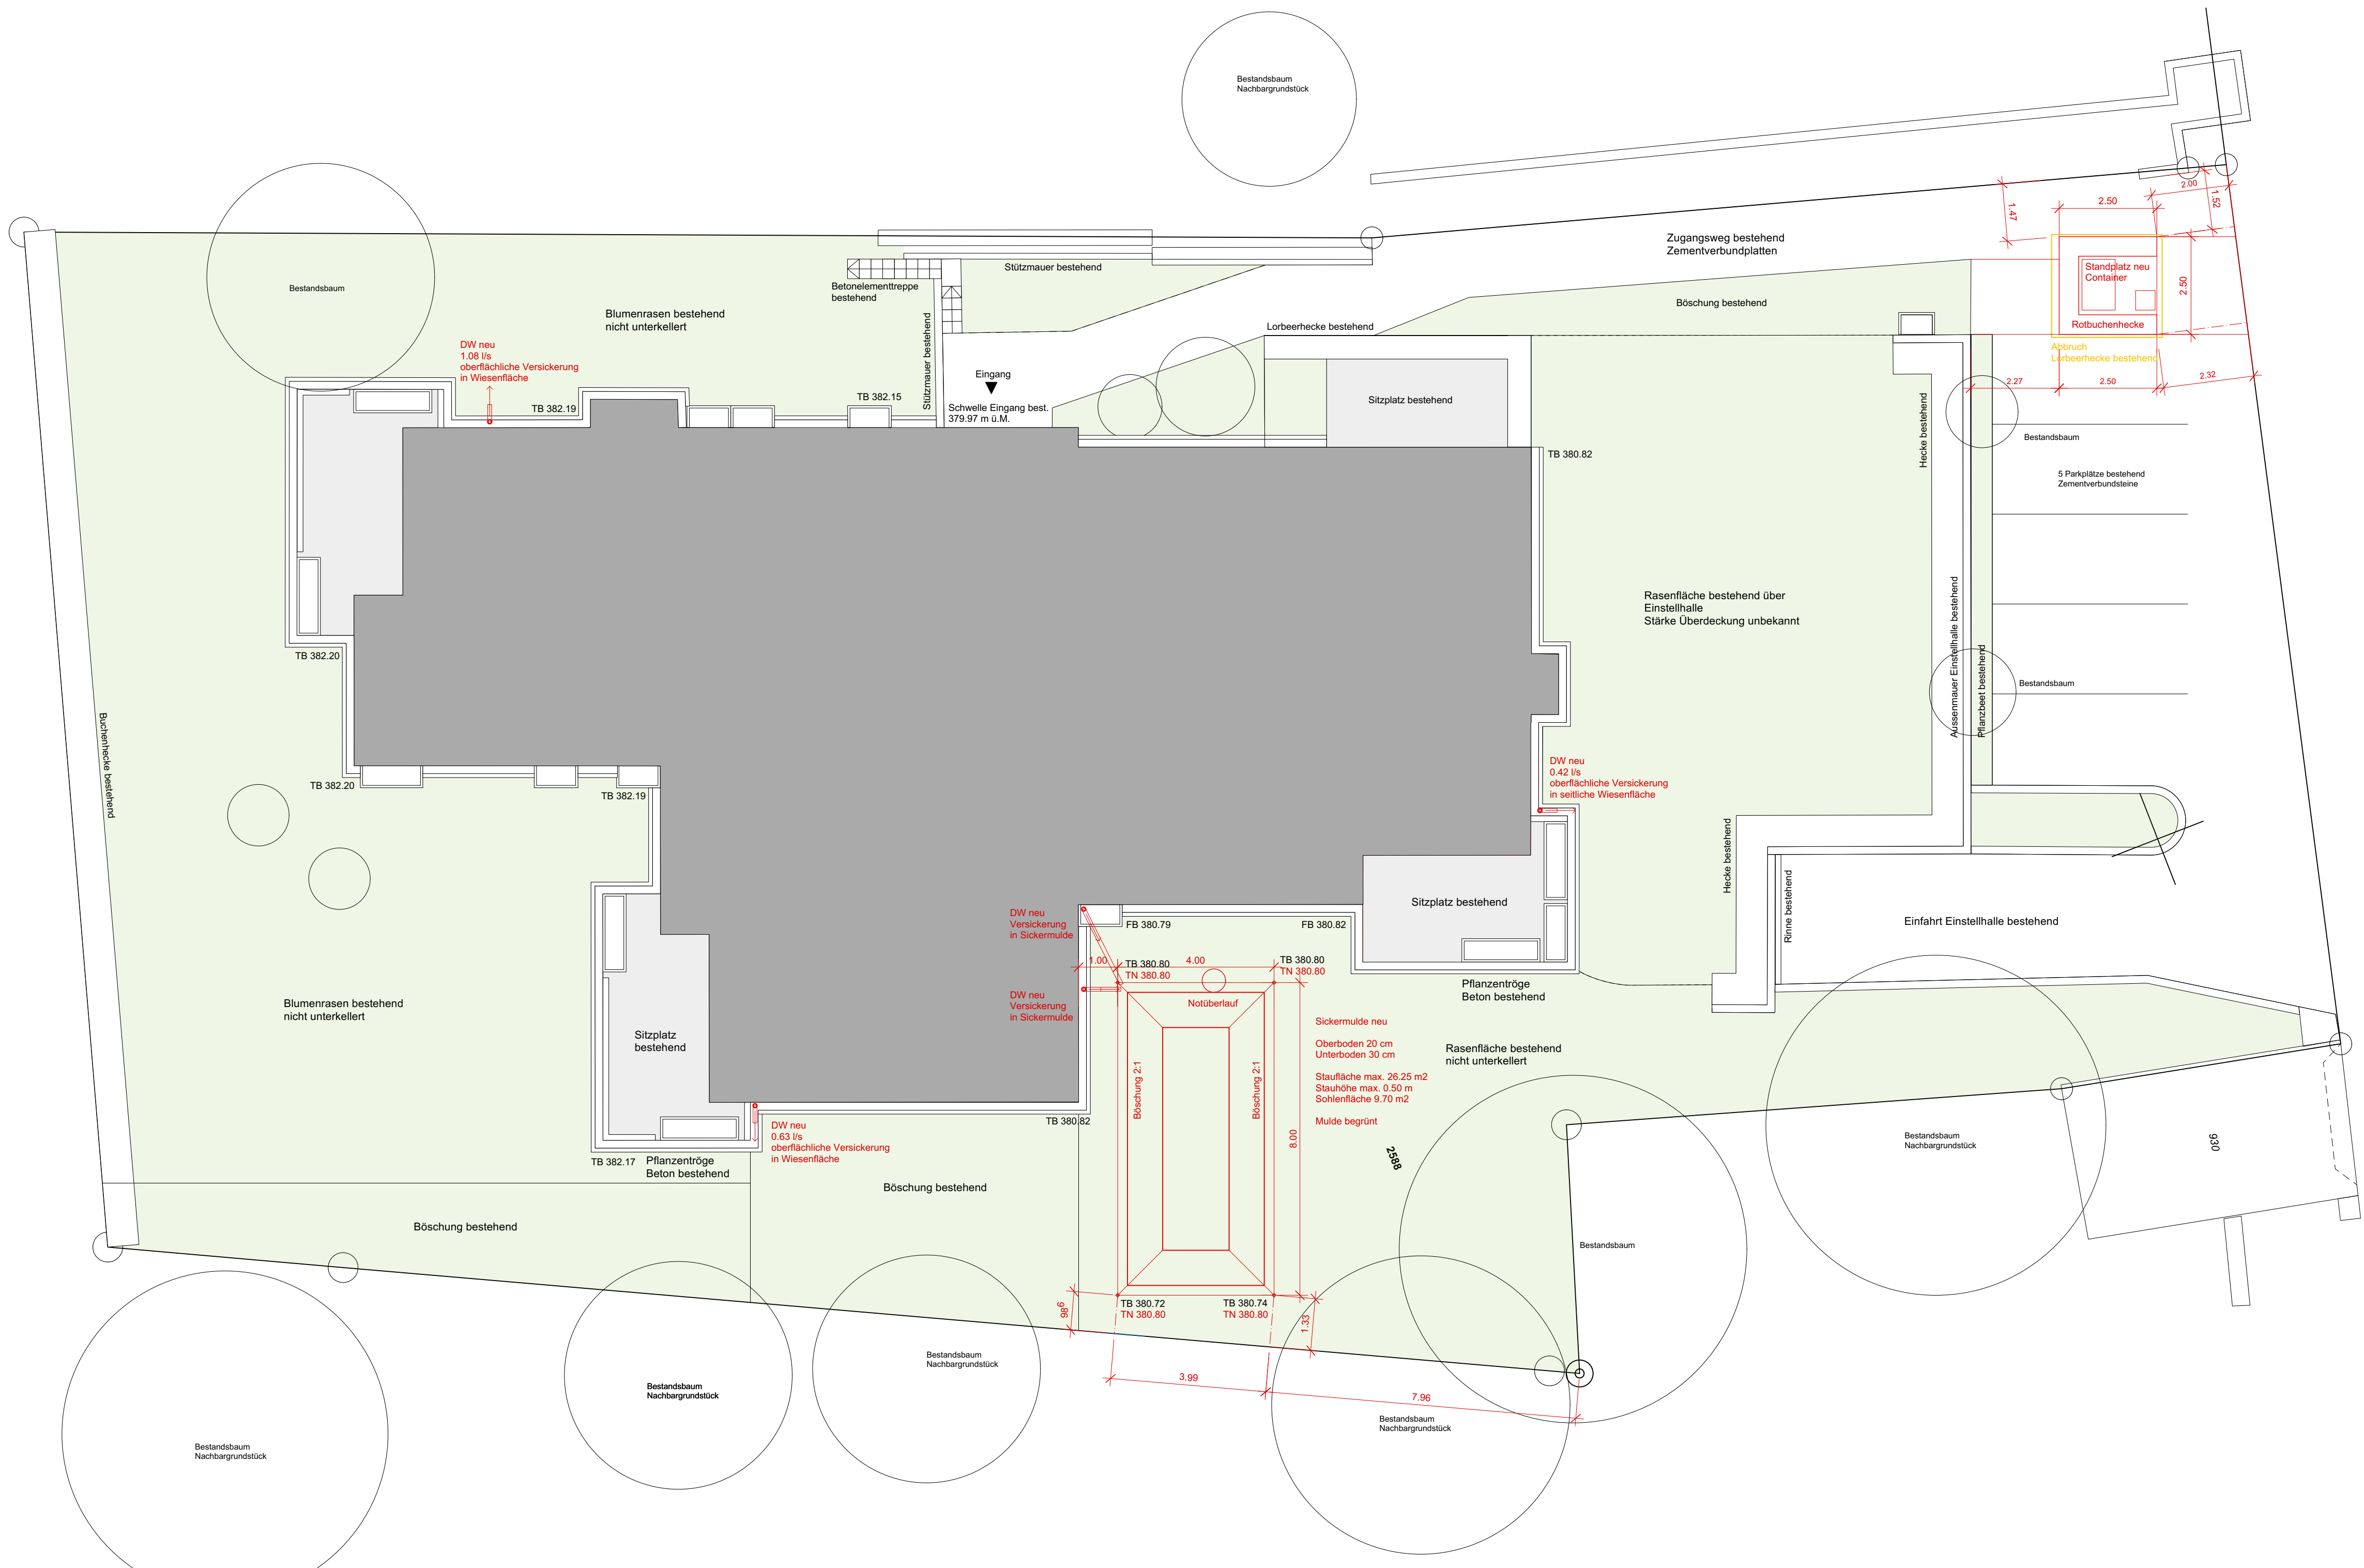 Bestandsbaum
Nachbargrundstück
2.00
1.52
2.50
1.47
Zugangsweg bestehend
Zementverbundplatten
Standplatz neu
Container
2.50
Rotbuchenhecke
Abbruch
Lorbeerhecke bestehend
2.27
2.50
2.32
Bestandsbaum
Stützmauer bestehend
Betonelementtreppe
bestehend
Böschung bestehend
Blumenrasen bestehend
nicht unterkellert
Stützmauer bestehend
Lorbeerhecke bestehend
DW neu
1.08 l/s
oberflächliche Versickerung
in Wiesenfläche
Eingang
TB 382.19
TB 382.15
Schwelle Eingang best.
379.97 m ü.M.
Sitzplatz bestehend
Hecke bestehend
Bestandsbaum
TB 380.82
5 Parkplätze bestehend
Zementverbundsteine
Rasenfläche bestehend über
Einstellhalle
Stärke Überdeckung unbekannt
Aussenmauer Einstellhalle bestehend
Pflanzbeet bestehend
Bestandsbaum
TB 382.20
Buchenhecke bestehend
TB 382.20
TB 382.19
DW neu
0.42 l/s
oberflächliche Versickerung
in seitliche Wiesenfläche
Hecke bestehend
Rinne bestehend
Sitzplatz bestehend
Einfahrt Einstellhalle bestehend
DW neu
Versickerung
in Sickermulde
FB 380.79
FB 380.82
1.00
TB 380.80
TN 380.80
4.00
TB 380.80
TN 380.80
Pflanzentröge
Beton bestehend
DW neu
Versickerung
in Sickermulde
Notüberlauf
Blumenrasen bestehend
nicht unterkellert
Sitzplatz
bestehend
Sickermulde neu
Oberboden 20 cm
Unterboden 30 cm
Staufläche max. 26.25 m2
Stauhöhe max. 0.50 m
Sohlenfläche 9.70 m2
Mulde begrünt
Rasenfläche bestehend
nicht unterkellert
Böschung 2:1
Böschung 2:1
8.00
TB 380.82
DW neu
0.63 l/s
oberflächliche Versickerung
in Wiesenfläche
TB 382.17
Pflanzentröge
Beton bestehend
2588
Bestandsbaum
Nachbargrundstück
930
Böschung bestehend
Böschung bestehend
Bestandsbaum
986
TB 380.72
TN 380.80
TB 380.74
TN 380.80
1.33
Bestandsbaum
Nachbargrundstück
Bestandsbaum
Nachbargrundstück
3.99
7.96
Bestandsbaum
Nachbargrundstück
Bestandsbaum
Nachbargrundstück